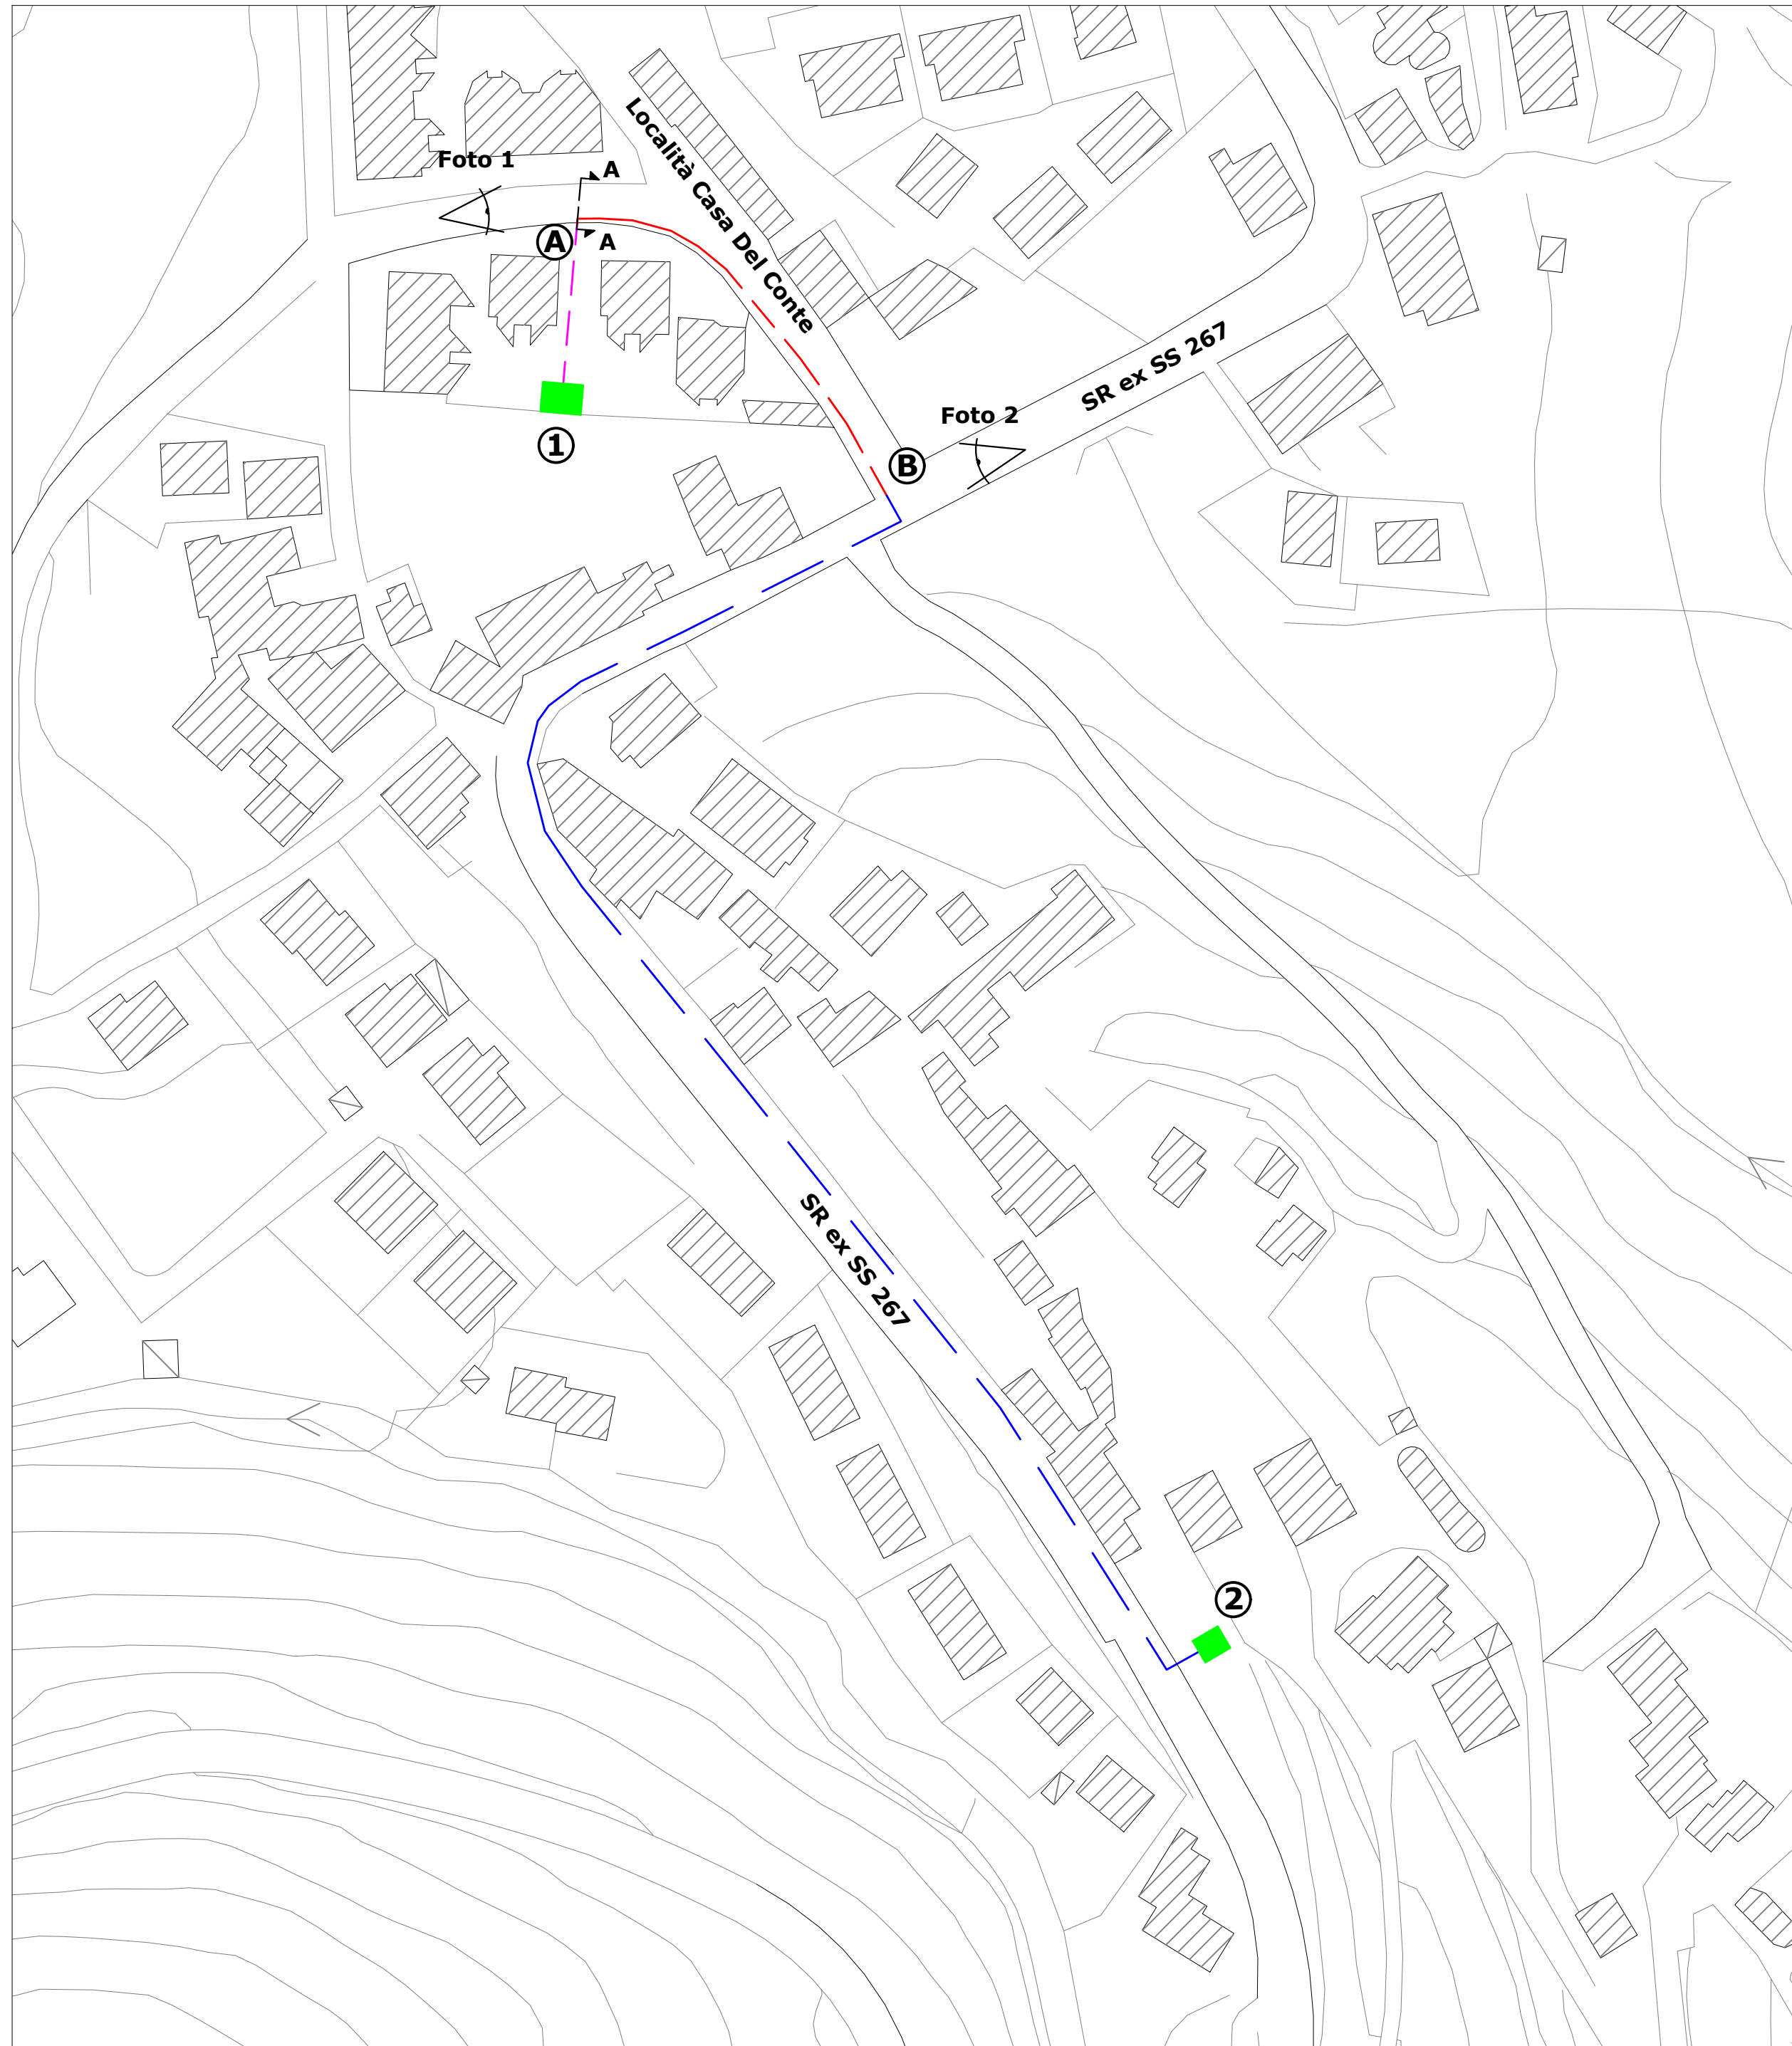 Foto 1
A
Località Casa Del Conte
A
A
SR ex SS 267
Foto 2
1
B
SR ex SS 267
2